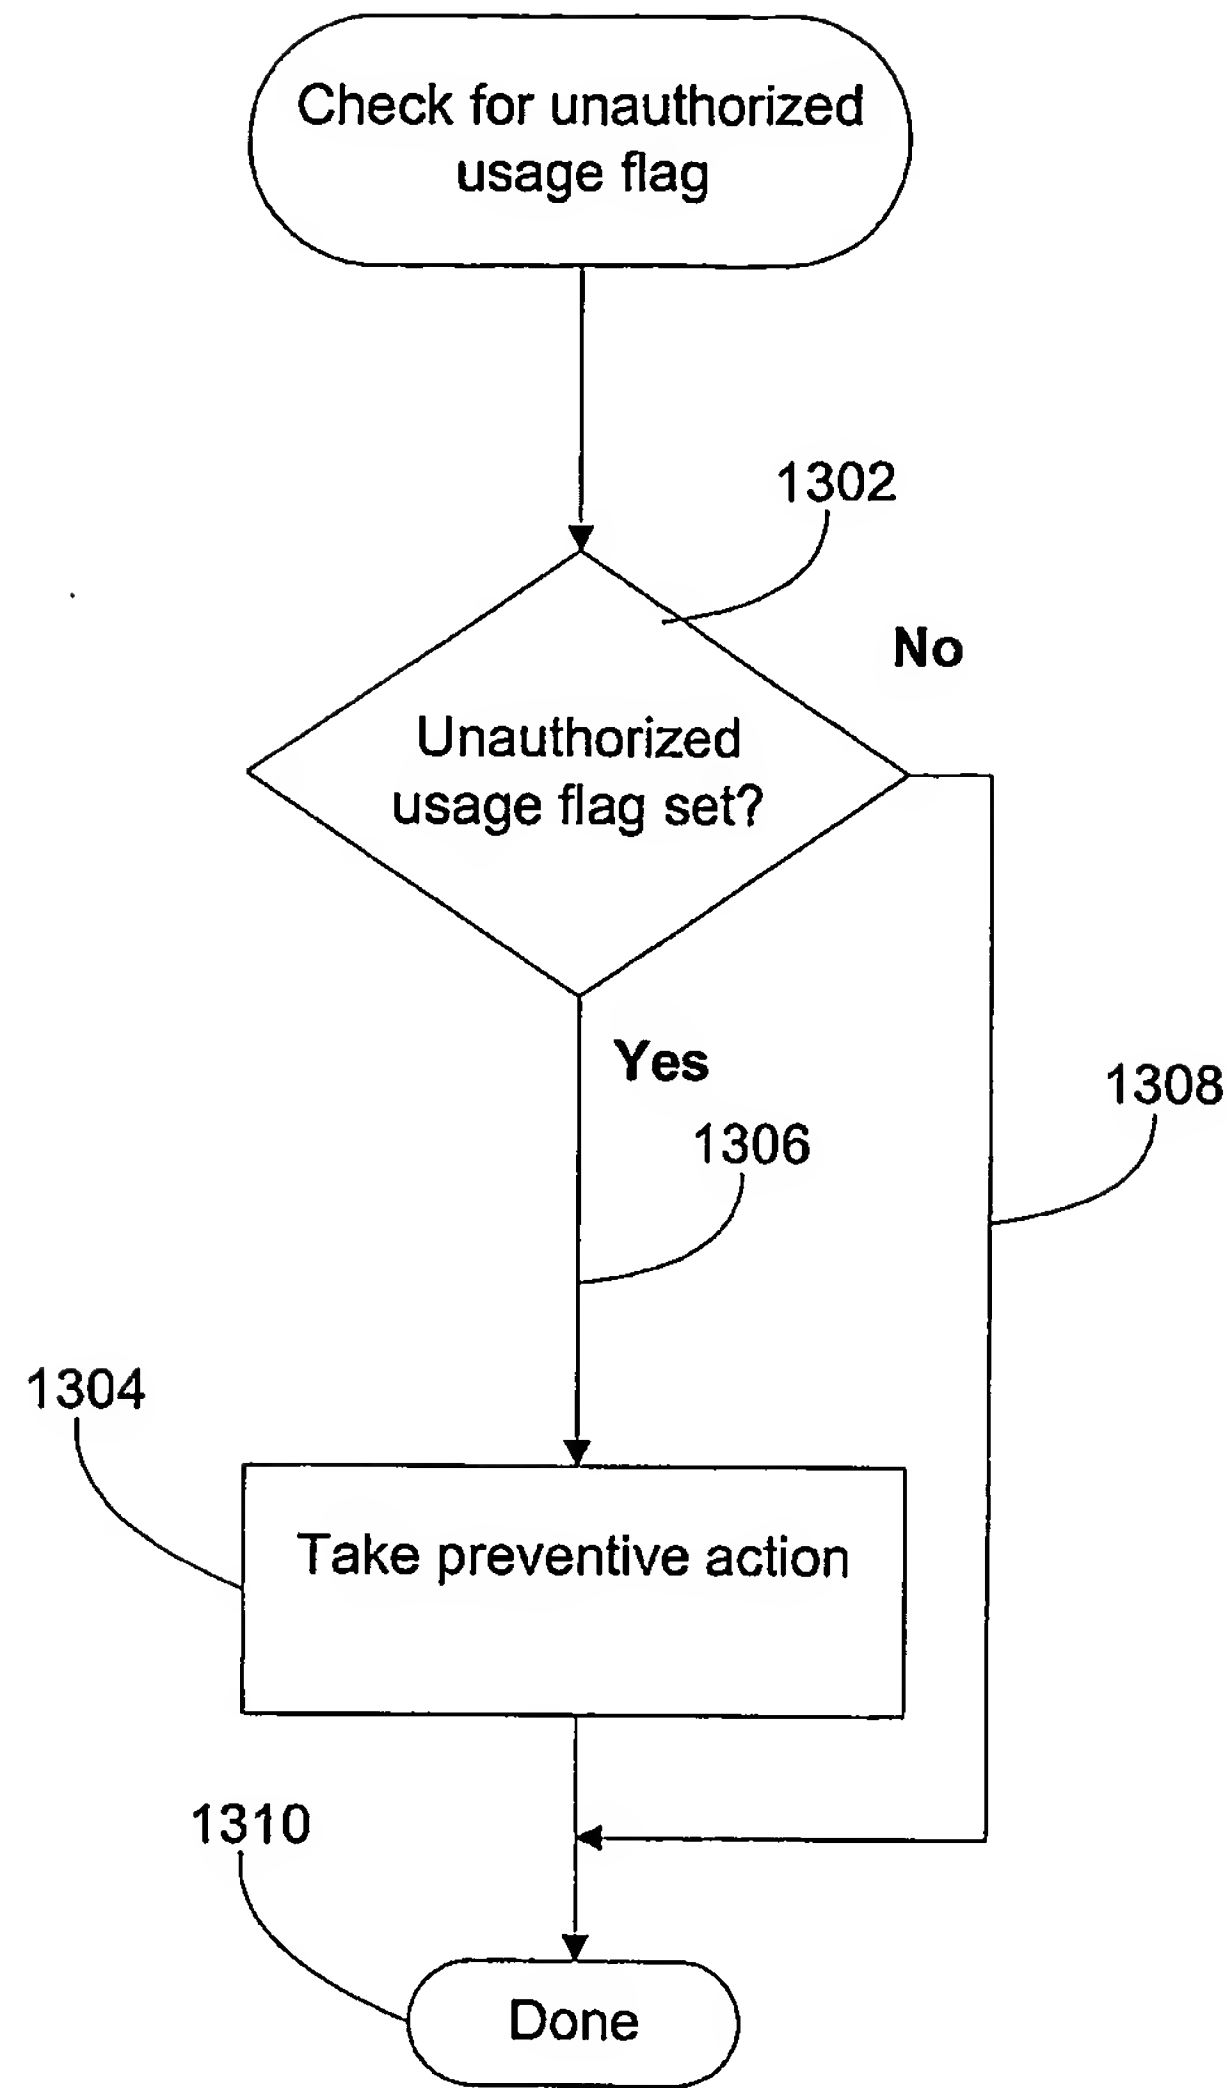 Check for unauthorized
usage flag
1302
No
Unauthorized
usage flag set?
Yes
1308
1306
1304
Take preventive action
1310
Done